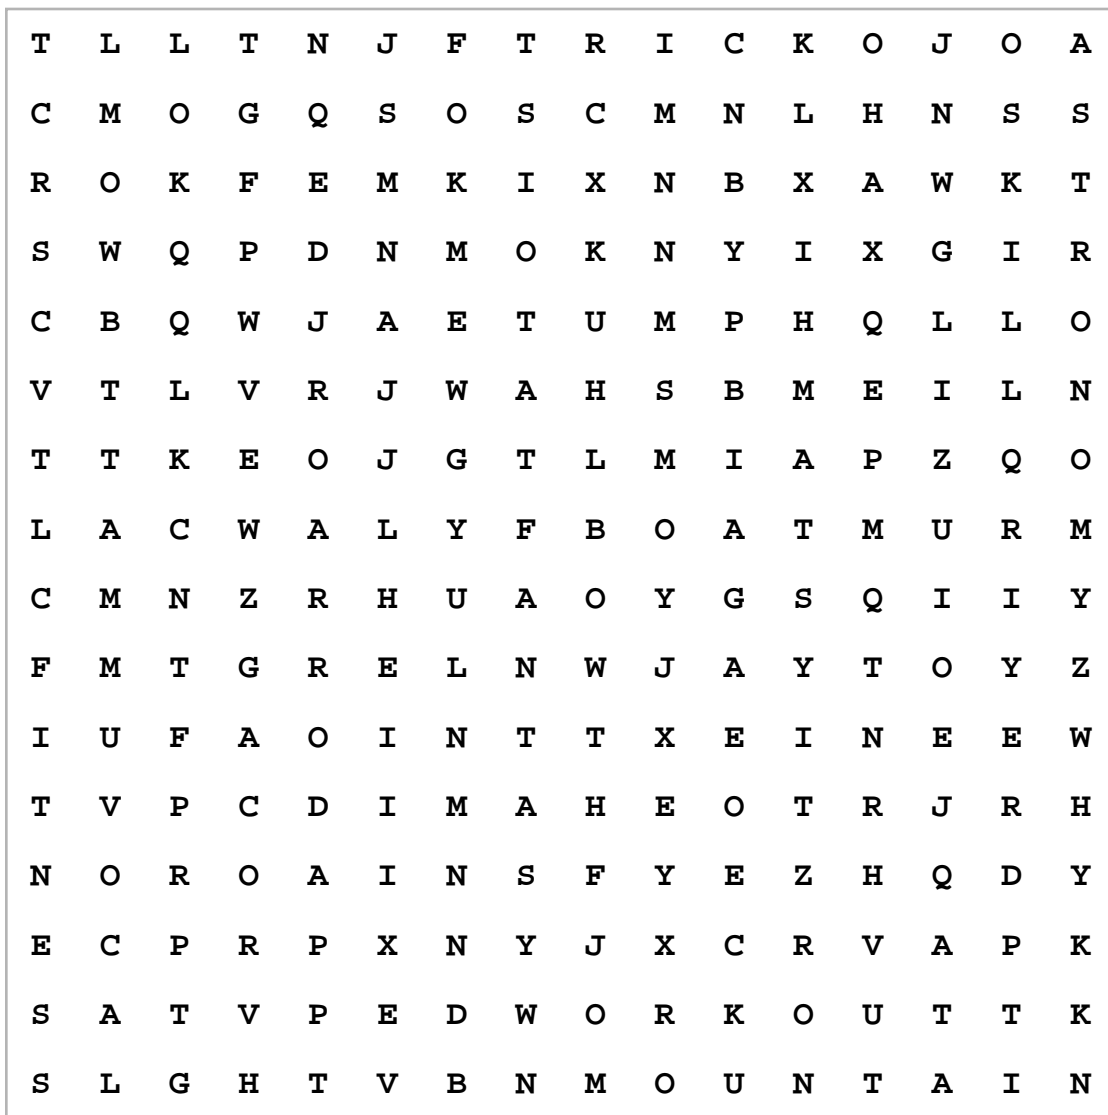 T L L T N J F T R I C K O J O A
C M O G Q S O S C M N L H N S S
R O K F E M K I X N B X A W K T
S W Q P D N M O K N Y I X G I R
C B Q W J A E T U M P H Q L L O
V T L V R J W A H S B M E I L N
T T K E O J G T L M I A P Z Q O
L A C W A L Y F B O A T M U R M
C M N Z R H U A O Y G S Q I I Y
F M T G R E L N W J A Y T O Y Z
I U F A O I N T T X E I N E E W
T V P C D I M A H E O T R J R H
N O R O A I N S F Y E Z H Q D Y
E C P R P X N Y J X C R V A P K
S A T V P E D W O R K O U T T K
S L G H T V B N M O U N T A I N